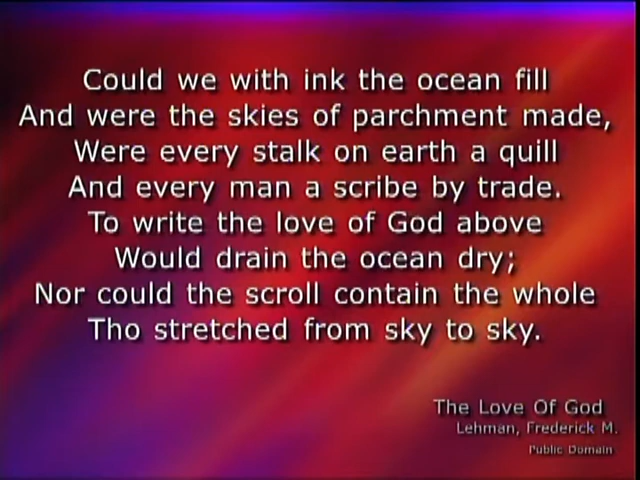 Could we with ink the ocean fill
And were the skies of parchment made,
Were every stalk on earth a quill
And every man a scribe by trade.
To write the love of God above
Would drain the ocean dry;
Nor could the scroll contain the whole
Tho stretched from sky to sky.
The Love Of God
Lehman, Frederick M.
Public Domain